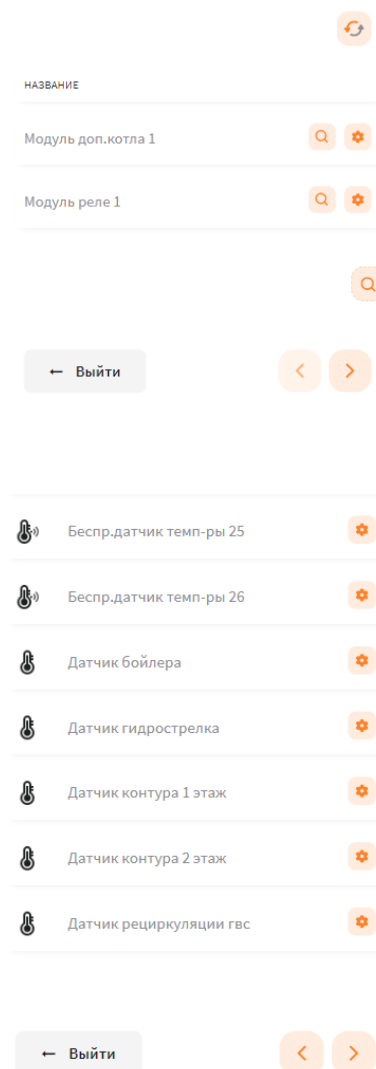 НАЗВАНИЕ
Модуль доп.котла 1
Модуль реле 1
← Выйти
Беспр.датчик темп-ры 25
Беспр.датчик темп-ры 26
Датчик бойлера
Датчик гидрострелка
Датчик контура 1 этаж
Датчик контура 2 этаж
Датчик рециркуляции гвс
← Выйти